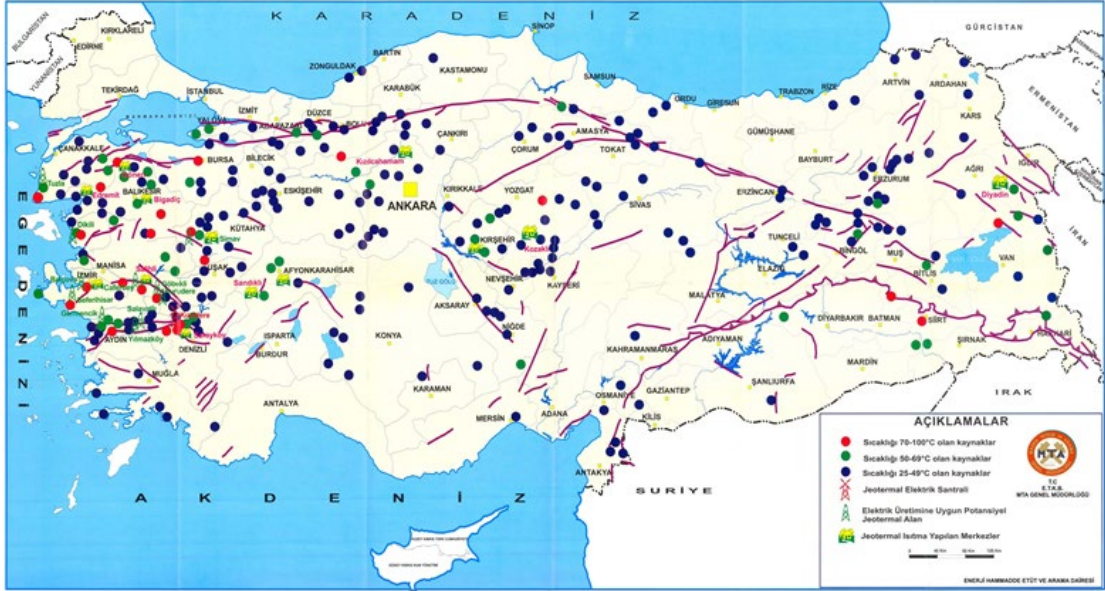 K A R A D E N İ Z
BULGARİSTAN
YUNANİSTAN
GÜRCİSTAN
ERMENİSTAN
İRAN
IRAK
SURİYE
E G E D E N İ Z İ
A K D E N İ Z
KIRKLARELİ
EDİRNE
TEKİRDAĞ
İSTANBUL
MARMARA DENİZİ
YALOVA
İZMİT
ADAPAZARI
DÜZCE
BOLU
ZONGULDAK
BARTIN
KARABÜK
KASTAMONU
SİNOP
SAMSUN
ORDU
GİRESUN
TRABZON
RİZE
ARTVİN
ARDAHAN
KARS
IĞDIR
AĞRI
Diyadin
ÇANAKKALE
BURSA
BİLECİK
ESKİŞEHİR
Kızılcahamam
ÇANKIRI
ÇORUM
AMASYA
TOKAT
GÜMÜŞHANE
BAYBURT
ERZURUM
ERZİNCAN
Tuzla
Edremit
BALIKESİR
Bigadiç
ANKARA
KIRIKKALE
YOZGAT
SİVAS
Dikili
KÜTAHYA
Simav
KIRŞEHİR
Kozaklı
TUNCELİ
BİNGÖL
MUŞ
BİTLİS
VAN
MANİSA
İZMİR
UŞAK
AFYONKARAHİSAR
Sandıklı
TUZ GÖLÜ
NEVŞEHİR
KAYSERİ
ELAZIĞ
MALATYA
Seferihisar
Germencik
AKSARAY
NİĞDE
AYDIN
Yılmazköy
DENİZLİ
ISPARTA
BURDUR
KONYA
KAHRAMANMARAŞ
ADIYAMAN
DİYARBAKIR
BATMAN
SİİRT
ŞIRNAK
HAKKARİ
MARDİN
MUĞLA
ANTALYA
KARAMAN
MERSİN
ADANA
OSMANİYE
GAZİANTEP
KİLİS
ŞANLIURFA
ANTAKYA
AÇIKLAMALAR
Sıcaklığı 70-100°C olan kaynaklar
Sıcaklığı 50-69°C olan kaynaklar
Sıcaklığı 25-49°C olan kaynaklar
Jeotermal Elektrik Santrali
Elektrik Üretimine Uygun Potansiyel
Jeotermal Alan
Jeotermal Isıtma Yapılan Merkezler
MTA
T.C
E.T.K.B.
MTA GENEL MÜDÜRLÜĞÜ
ENERJİ HAMMADDE ETÜT VE ARAMA DAİRESİ